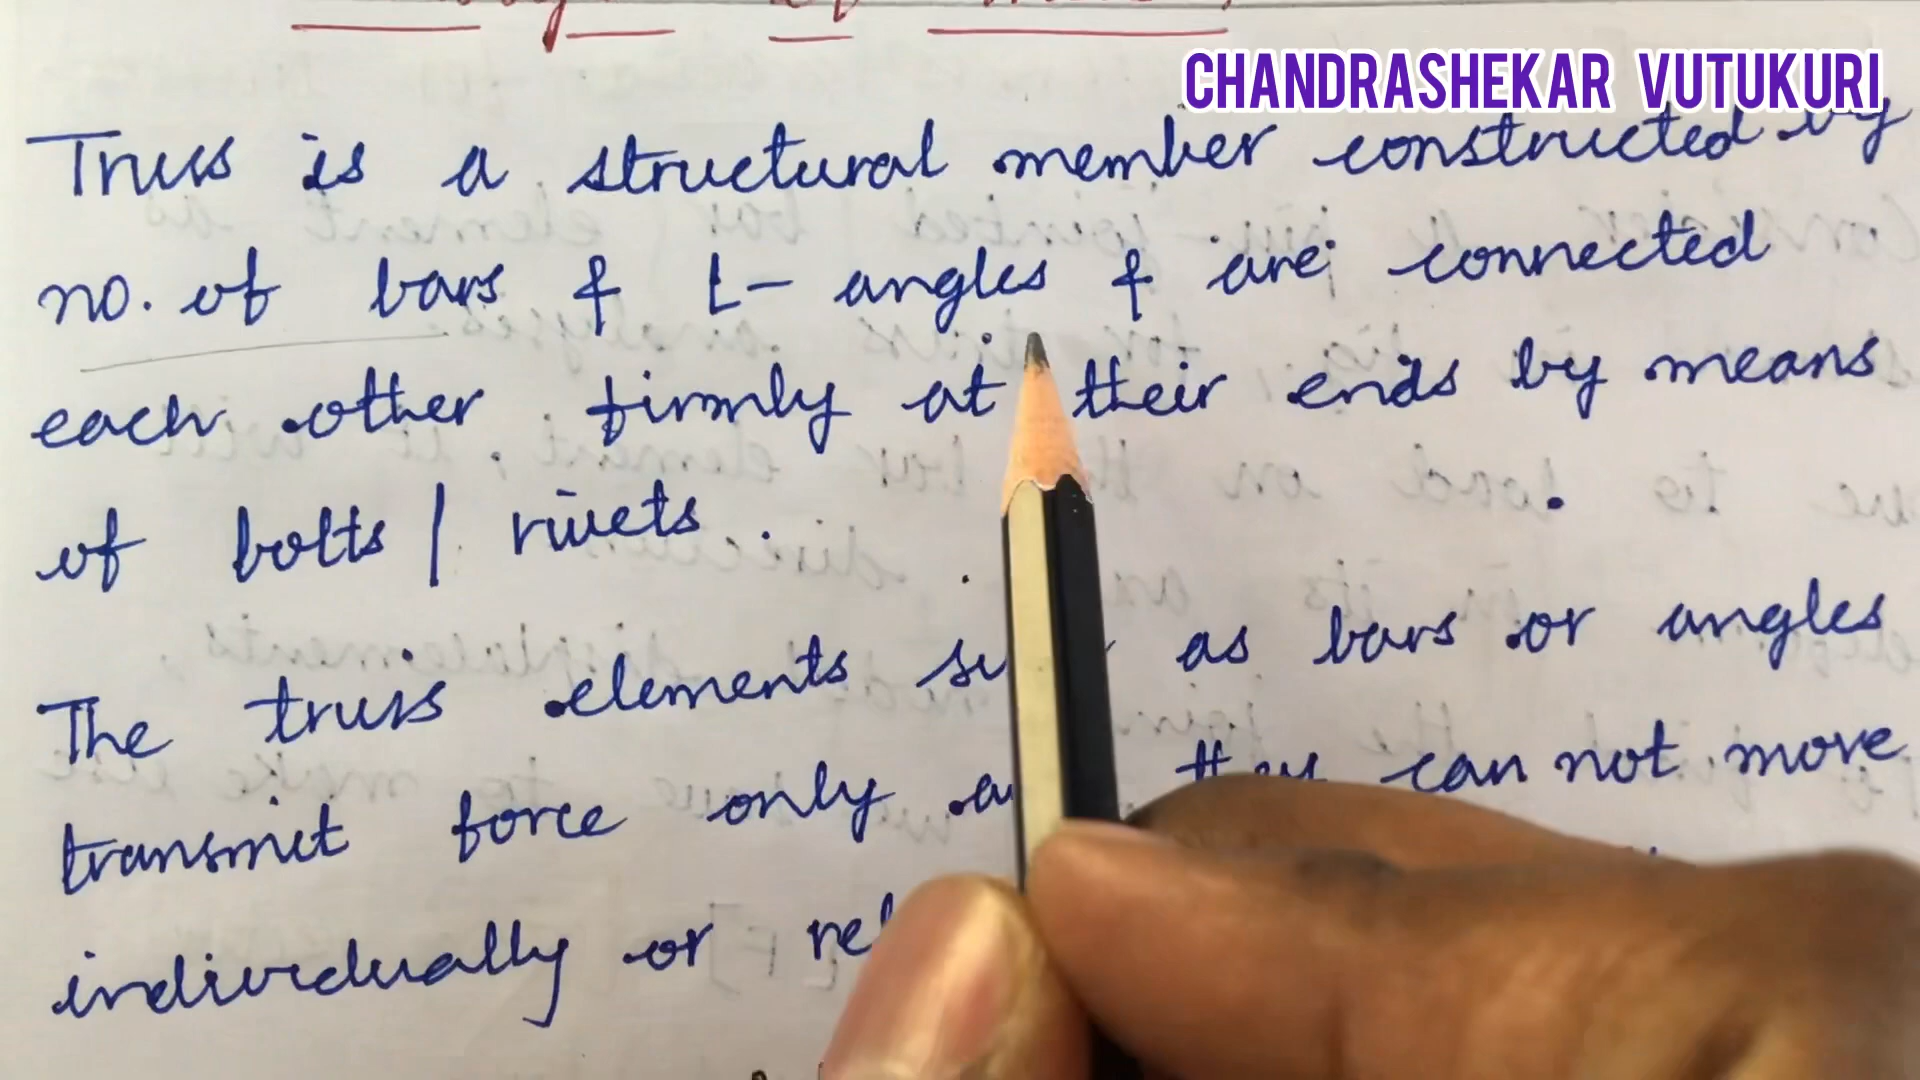 CHANDRASHEKAR VUTUKURI
Truss is a structural member constructed by
no. of bars & L- angles & are connected
each other firmly at their ends by means
of bolts / rivets.
The truss elements as bars or angles
transmit force only they can not move
individually or